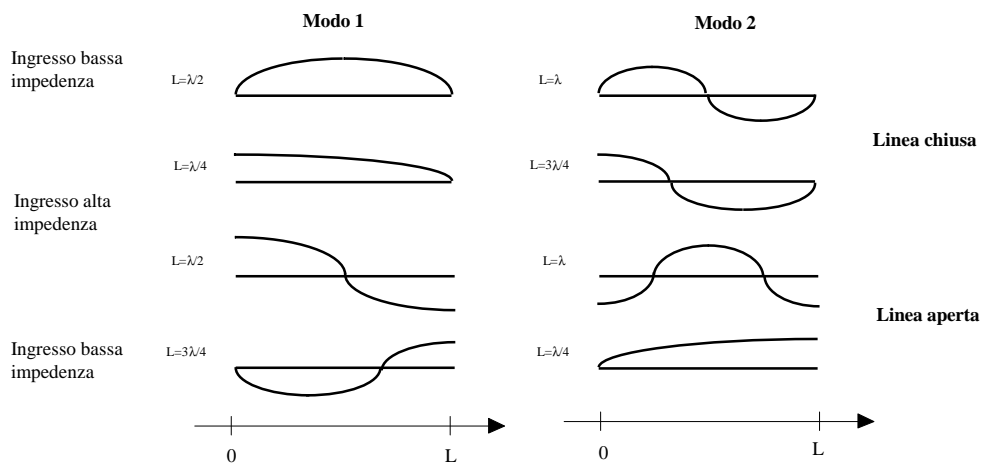 Modo 1
Modo 2
Ingresso bassa
impedenza
L=λ/2
L=λ
Linea chiusa
L=λ/4
L=3λ/4
Ingresso alta
impedenza
L=λ/2
L=λ
Linea aperta
Ingresso bassa
impedenza
L=3λ/4
L=λ/4
0
L
0
L